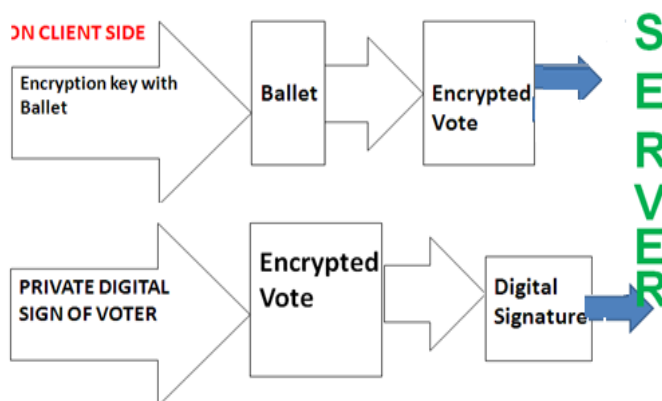 ON CLIENT SIDE
Encryption key with
Ballet
Ballet
Encrypted
Vote
PRIVATE DIGITAL
SIGN OF VOTER
Encrypted
Vote
Digital
Signature
SERVER